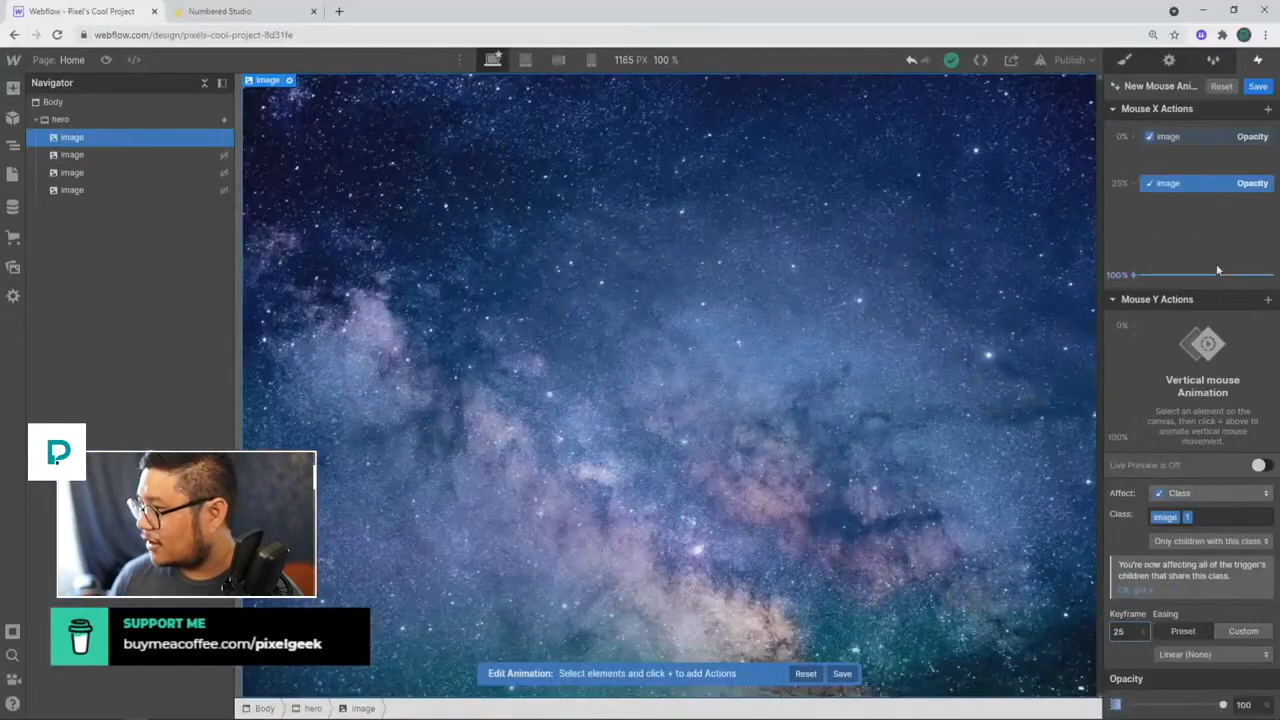 Webflow - Pixel's Cool Project
Numbered Studio
webflow.com/design/pixels-cool-project-8d31fe
Page: Home
1165 PX 100 %
Publish
Navigator
Body
hero
image
image
image
image
image
New Mouse Ani...
Reset
Save
Mouse X Actions
0%
image
Opacity
25%
image
Opacity
100%
Mouse Y Actions
0%
Vertical mouse
Animation
Select an element on the
canvas, then click + above to
animate vertical mouse
movement.
100%
Live Preview is Off
Affect:
Class
Class:
image 1
Only children with this class
You're now affecting all of the trigger's
children that share this class.
Ok, got it
Keyframe
Easing
25 %
Preset
Custom
Linear (None)
Opacity
100 %
SUPPORT ME
buymeacoffee.com/pixelgeek
Edit Animation: Select elements and click + to add Actions
Reset
Save
Body
hero
image